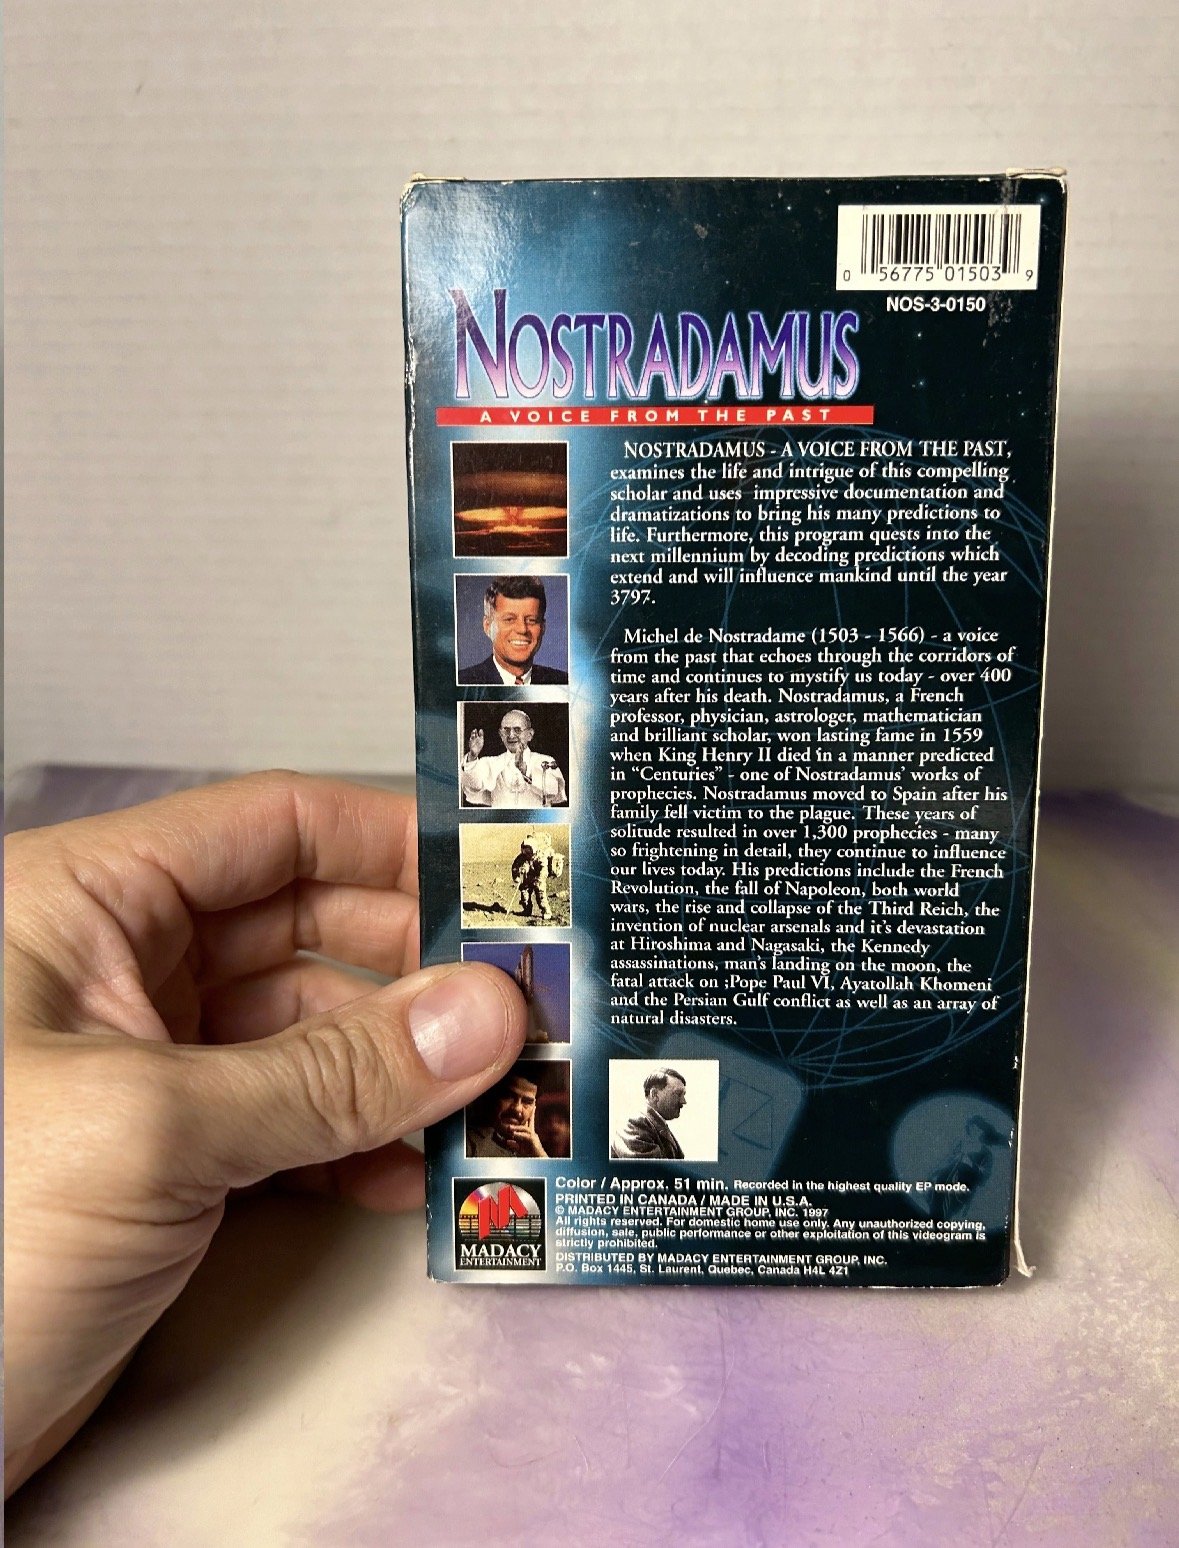 0 56775 01503 9
NOS-3-0150
NOSTRADAMUS
A VOICE FROM THE PAST
NOSTRADAMUS - A VOICE FROM THE PAST,
examines the life and intrigue of this compelling
scholar and uses impressive documentation and
dramatizations to bring his many predictions to
life. Furthermore, this program quests into the
next millennium by decoding predictions which
extend and will influence mankind until the year
3797.
Michel de Nostradame (1503 - 1566) - a voice
from the past that echoes through the corridors of
time and continues to mystify us today - over 400
years after his death. Nostradamus, a French
professor, physician, astrologer, mathematician
and brilliant scholar, won lasting fame in 1559
when King Henry II died in a manner predicted
in “Centuries” - one of Nostradamus’ works of
prophecies. Nostradamus moved to Spain after his
family fell victim to the plague. These years of
solitude resulted in over 1,300 prophecies - many
so frightening in detail, they continue to influence
our lives today. His predictions include the French
Revolution, the fall of Napoleon, both world
wars, the rise and collapse of the Third Reich, the
invention of nuclear arsenals and it's devastation
at Hiroshima and Nagasaki, the Kennedy
assassinations, man's landing on the moon, the
fatal attack on ;Pope Paul VI, Ayatollah Khomeni
and the Persian Gulf conflict as well as an array of
natural disasters.
Color / Approx. 51 min. Recorded in the highest quality EP mode.
PRINTED IN CANADA / MADE IN U.S.A.
© MADACY ENTERTAINMENT GROUP, INC. 1997
All rights reserved. For domestic home use only. Any unauthorized copying,
diffusion, sale, public performance or other exploitation of this videogram is
strictly prohibited.
DISTRIBUTED BY MADACY ENTERTAINMENT GROUP, INC.
P.O. Box 1445, St. Laurent, Quebec, Canada H4L 4Z1
MADACY
ENTERTAINMENT